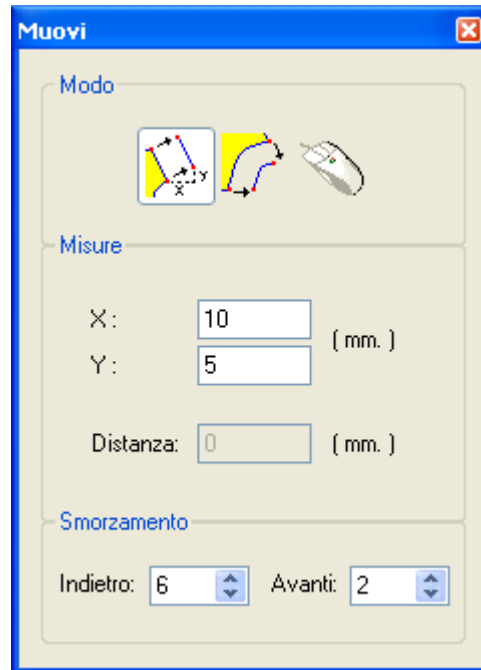 Muovi
Modo
X Y
Misure
X: 10
( mm. )
Y: 5
Distanza: 0 ( mm. )
Smorzamento
Indietro: 6 Avanti: 2